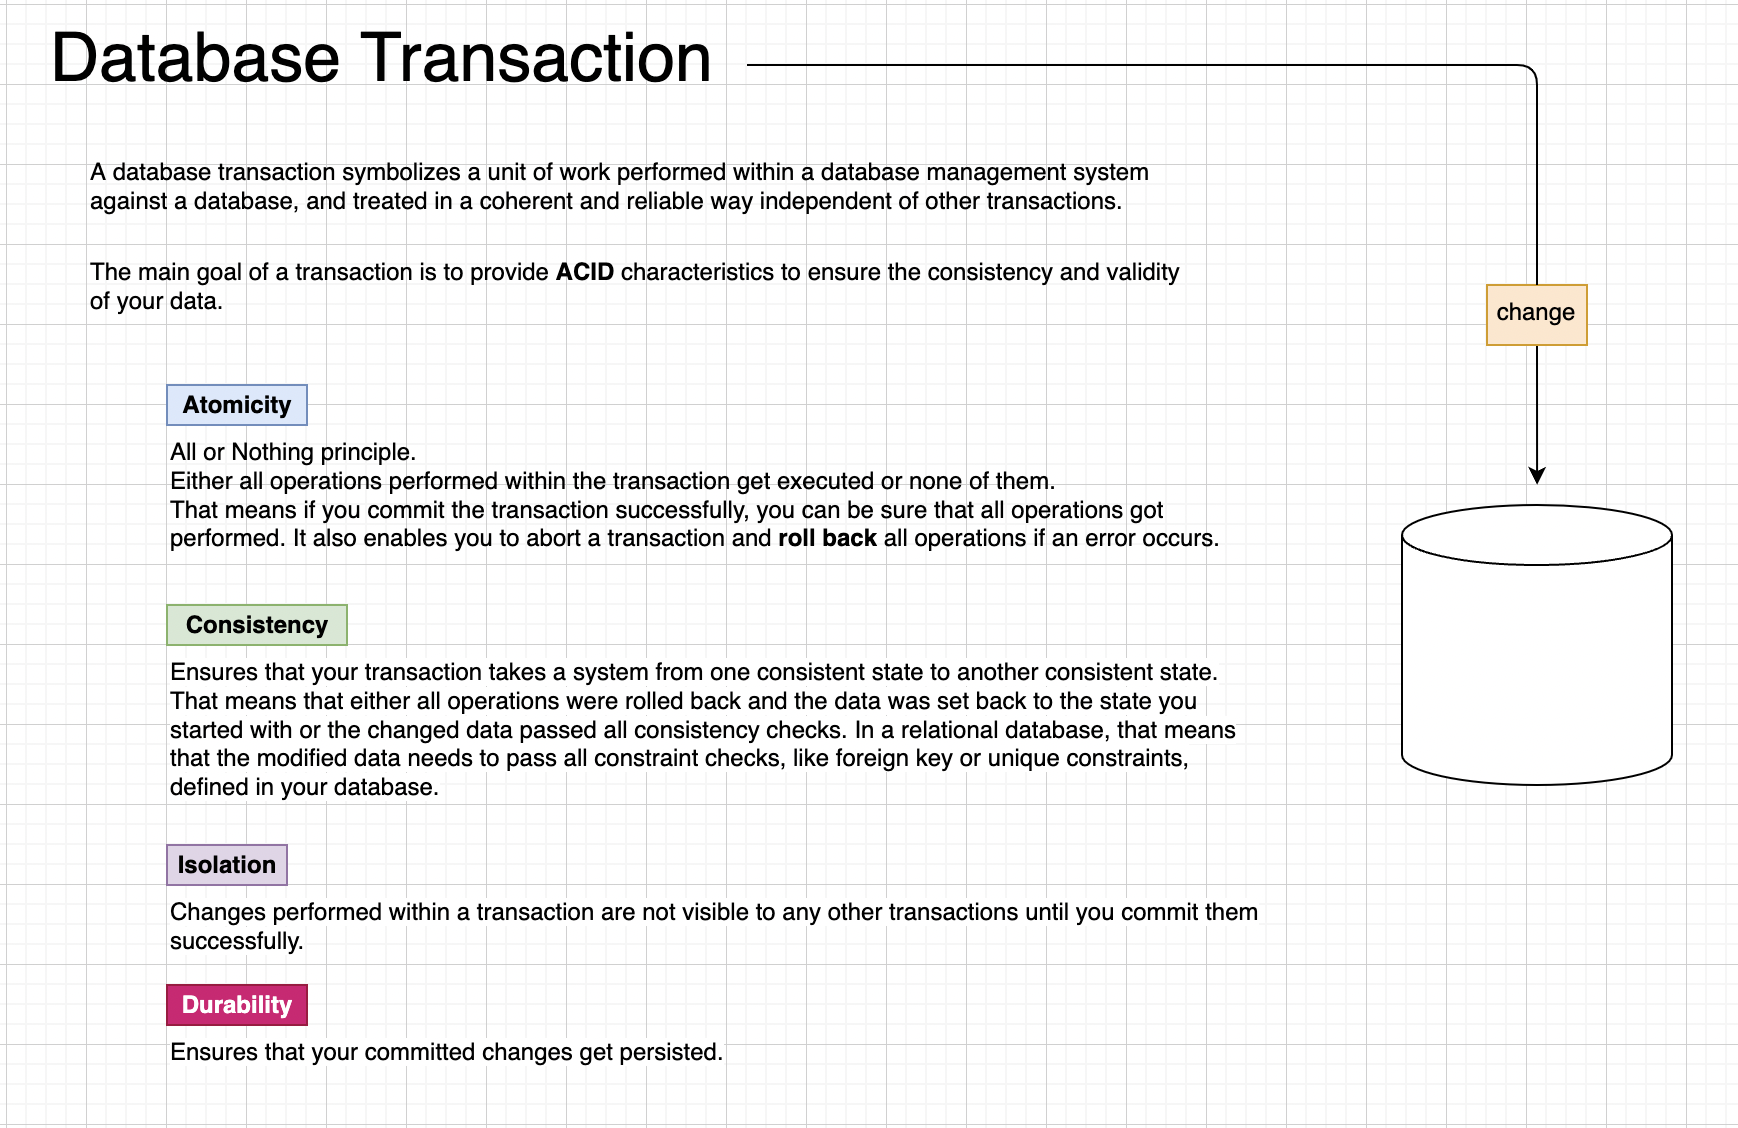 Database Transaction
A database transaction symbolizes a unit of work performed within a database management system
against a database, and treated in a coherent and reliable way independent of other transactions.
The main goal of a transaction is to provide ACID characteristics to ensure the consistency and validity
of your data.
change
Atomicity
All or Nothing principle.
Either all operations performed within the transaction get executed or none of them.
That means if you commit the transaction successfully, you can be sure that all operations got
performed. It also enables you to abort a transaction and roll back all operations if an error occurs.
Consistency
Ensures that your transaction takes a system from one consistent state to another consistent state.
That means that either all operations were rolled back and the data was set back to the state you
started with or the changed data passed all consistency checks. In a relational database, that means
that the modified data needs to pass all constraint checks, like foreign key or unique constraints,
defined in your database.
Isolation
Changes performed within a transaction are not visible to any other transactions until you commit them
successfully.
Durability
Ensures that your committed changes get persisted.